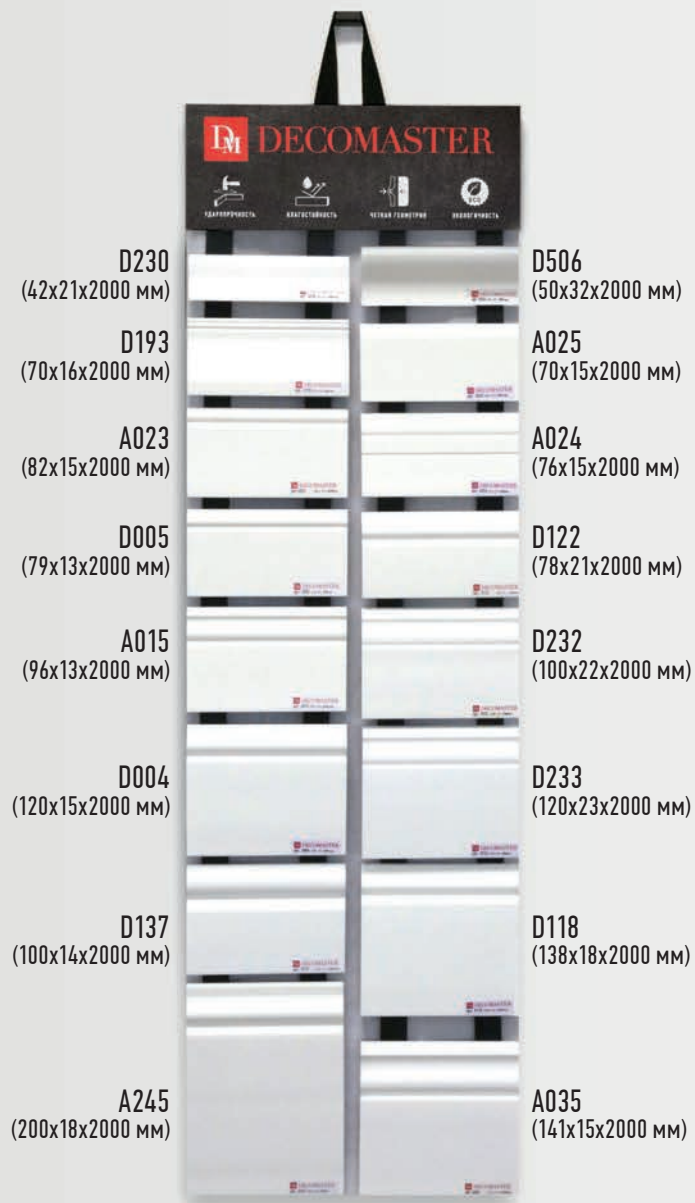 DM DECOMASTER
УДАРОПРОЧНОСТЬ
ВЛАГОСТОЙКОСТЬ
ЧЕТКАЯ ГЕОМЕТРИЯ
ECO
ЭКОЛОГИЧНОСТЬ
D230
(42x21x2000 мм)
D193
(70x16x2000 мм)
A023
(82x15x2000 мм)
D005
(79x13x2000 мм)
A015
(96x13x2000 мм)
D004
(120x15x2000 мм)
D137
(100x14x2000 мм)
A245
(200x18x2000 мм)
D506
(50x32x2000 мм)
A025
(70x15x2000 мм)
A024
(76x15x2000 мм)
D122
(78x21x2000 мм)
D232
(100x22x2000 мм)
D233
(120x23x2000 мм)
D118
(138x18x2000 мм)
A035
(141x15x2000 мм)